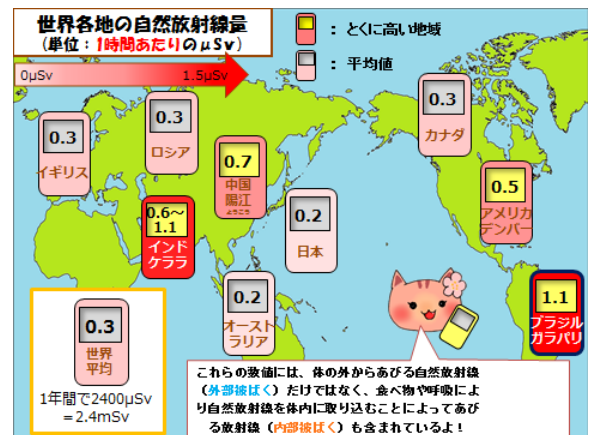 世界各地の自然放射線量
(単位：1時間あたりのμSv)
：とくに高い地域
：平均値
0μSv
1.5μSv
0.3
イギリス
0.3
ロシア
0.7
中国
陽江
ようこう
0.3
カナダ
0.5
アメリカ
デンバー
0.6～
1.1
インド
ケララ
0.2
日本
0.2
オースト
ラリア
1.1
ブラジル
ガラパリ
0.3
世界
平均
1年間で2400μSv
=2.4mSv
これらの数値には、体の外からあびる自然放射線
（外部被ばく）だけではなく、食べ物や呼吸によ
り自然放射線を体内に取り込むことによってあび
る放射線（内部被ばく）も含まれているよ！